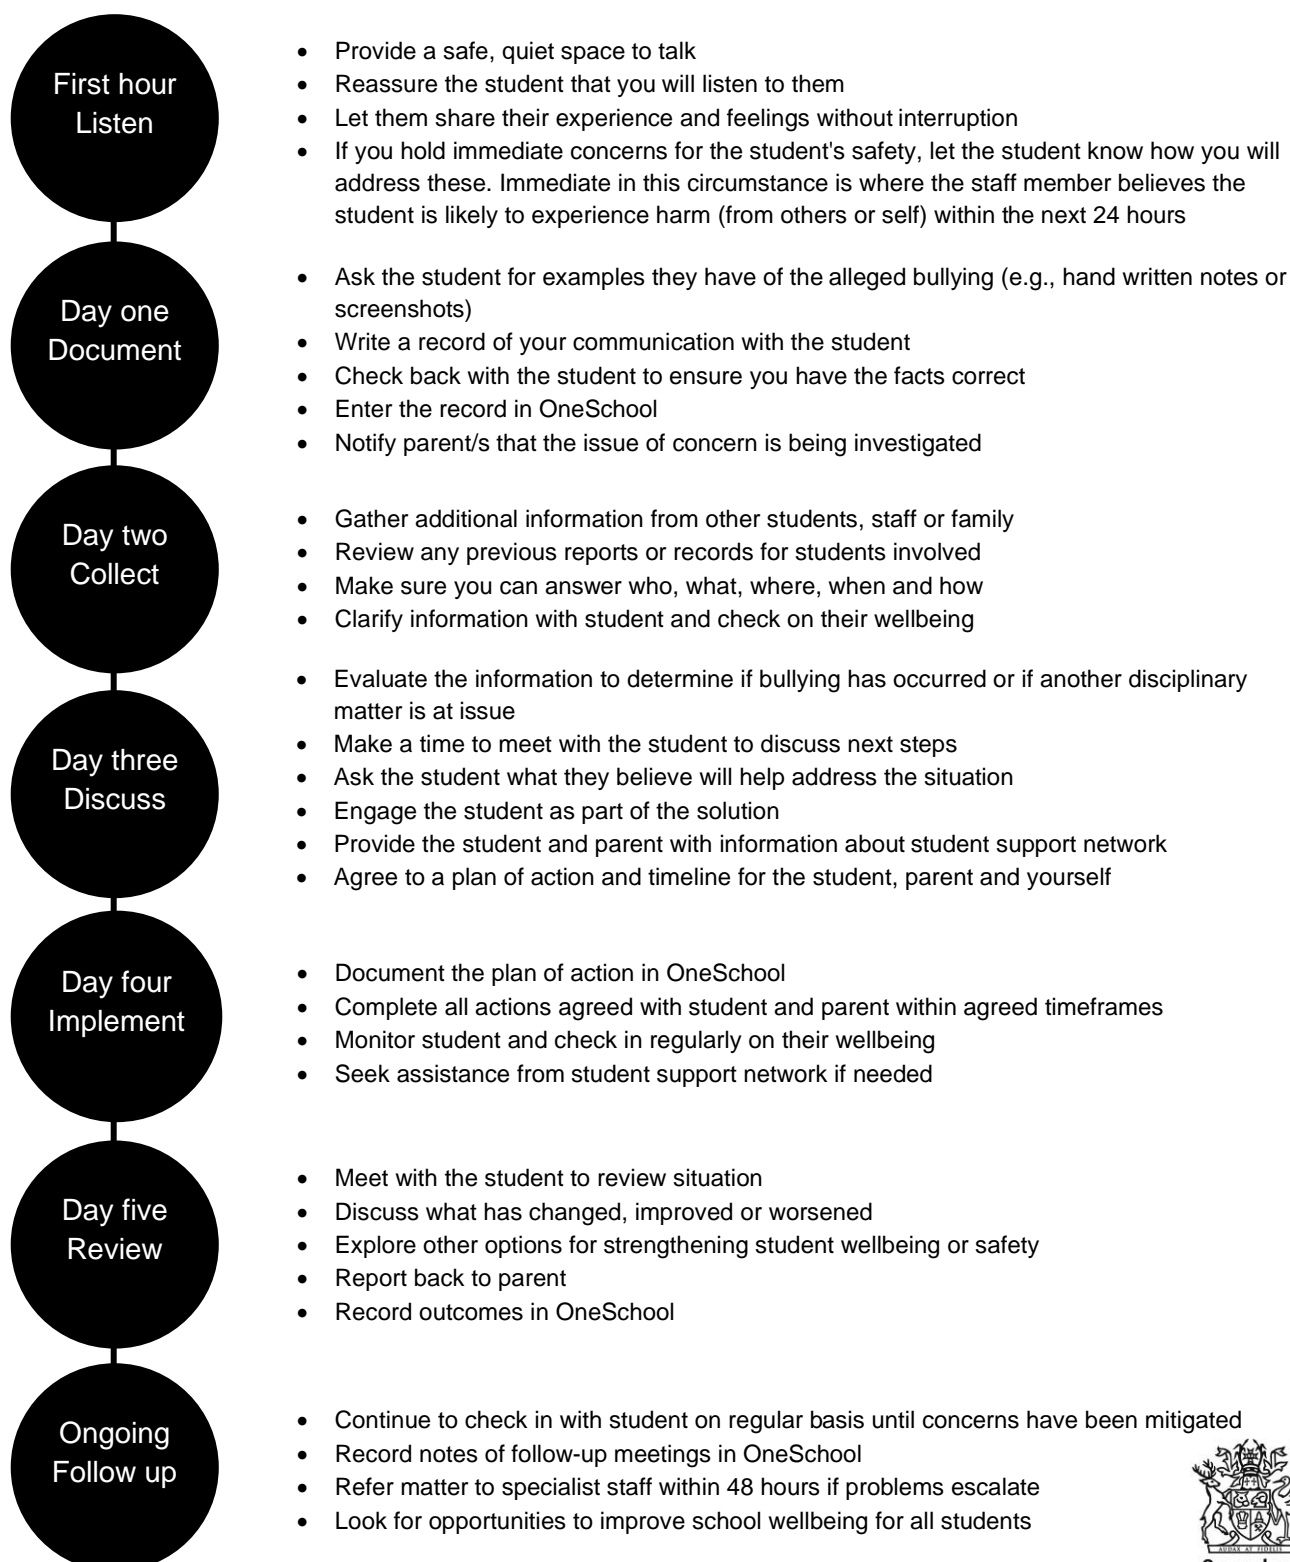 First hour
Listen
• Provide a safe, quiet space to talk
• Reassure the student that you will listen to them
• Let them share their experience and feelings without interruption
• If you hold immediate concerns for the student's safety, let the student know how you will
address these. Immediate in this circumstance is where the staff member believes the
student is likely to experience harm (from others or self) within the next 24 hours
Day one
Document
• Ask the student for examples they have of the alleged bullying (e.g., hand written notes or
screenshots)
• Write a record of your communication with the student
• Check back with the student to ensure you have the facts correct
• Enter the record in OneSchool
• Notify parent/s that the issue of concern is being investigated
Day two
Collect
• Gather additional information from other students, staff or family
• Review any previous reports or records for students involved
• Make sure you can answer who, what, where, when and how
• Clarify information with student and check on their wellbeing
Day three
Discuss
• Evaluate the information to determine if bullying has occurred or if another disciplinary
matter is at issue
• Make a time to meet with the student to discuss next steps
• Ask the student what they believe will help address the situation
• Engage the student as part of the solution
• Provide the student and parent with information about student support network
• Agree to a plan of action and timeline for the student, parent and yourself
Day four
Implement
• Document the plan of action in OneSchool
• Complete all actions agreed with student and parent within agreed timeframes
• Monitor student and check in regularly on their wellbeing
• Seek assistance from student support network if needed
Day five
Review
• Meet with the student to review situation
• Discuss what has changed, improved or worsened
• Explore other options for strengthening student wellbeing or safety
• Report back to parent
• Record outcomes in OneSchool
Ongoing
Follow up
• Continue to check in with student on regular basis until concerns have been mitigated
• Record notes of follow-up meetings in OneSchool
• Refer matter to specialist staff within 48 hours if problems escalate
• Look for opportunities to improve school wellbeing for all students
AUDAX AT FIDELIS